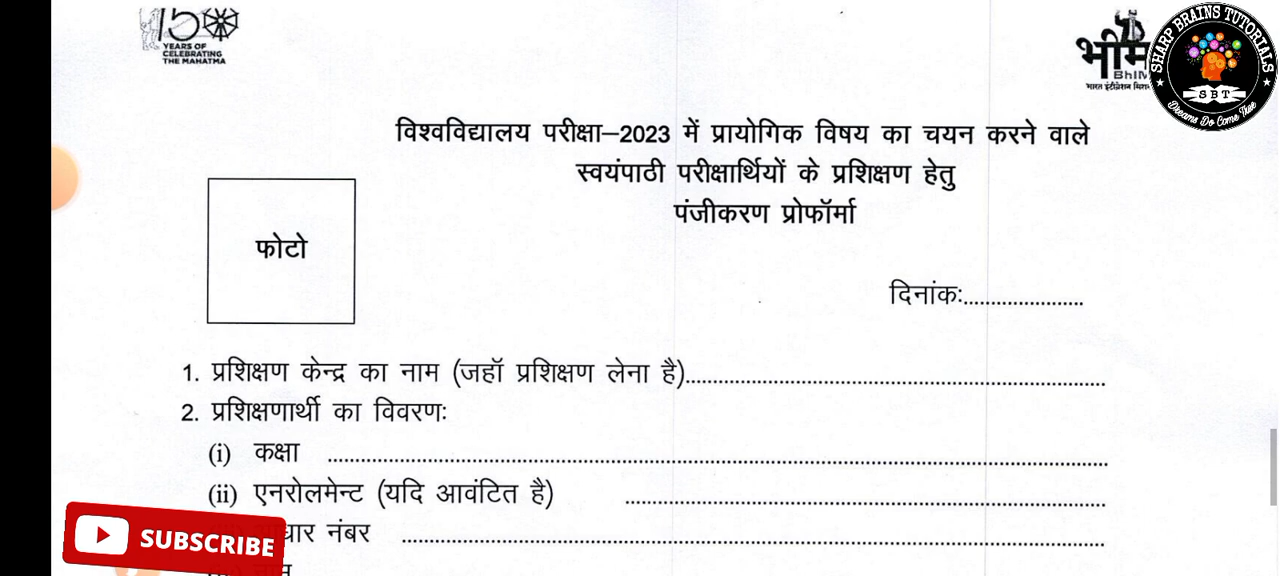 YEARS OF
CELEBRATING
THE MAHATMA
SHARP BRAINS TUTORIALS
SBT
Dreams Do Come True
विश्वविद्यालय परीक्षा–2023 में प्रायोगिक विषय का चयन करने वाले
स्वयंपाठी परीक्षार्थियों के प्रशिक्षण हेतु
पंजीकरण प्रोफॉर्मा
फोटो
दिनांकः......................
1. प्रशिक्षण केन्द्र का नाम (जहॉ प्रशिक्षण लेना है)..............................................................................
2. प्रशिक्षणार्थी का विवरणः
(i) कक्षा ..............................................................................................................................
(ii) एनरोलमेन्ट (यदि आवंटित है) ..............................................................................
नंबर ..............................................................................................................
SUBSCRIBE